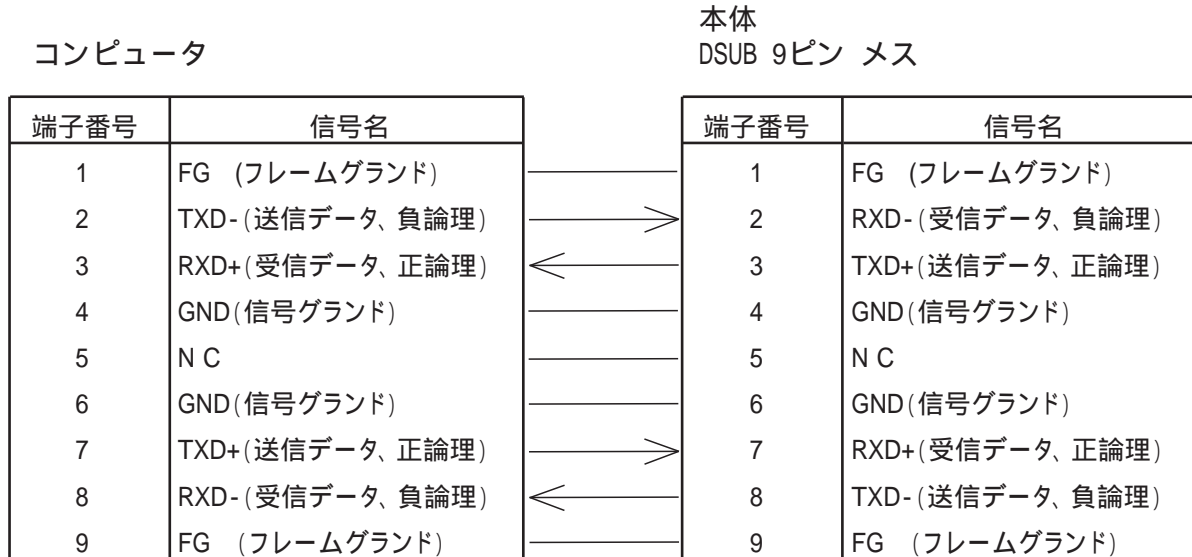 コンピュータ
本体
DSUB 9ピン メス
端子番号 信号名
1 FG (フレームグランド)
2 TXD-(送信データ、負論理)
3 RXD+(受信データ、正論理)
4 GND(信号グランド)
5 N C
6 GND(信号グランド)
7 TXD+(送信データ、正論理)
8 RXD-(受信データ、負論理)
9 FG (フレームグランド)
端子番号 信号名
1 FG (フレームグランド)
2 RXD-(受信データ、負論理)
3 TXD+(送信データ、正論理)
4 GND(信号グランド)
5 N C
6 GND(信号グランド)
7 RXD+(受信データ、正論理)
8 TXD-(送信データ、負論理)
9 FG (フレームグランド)